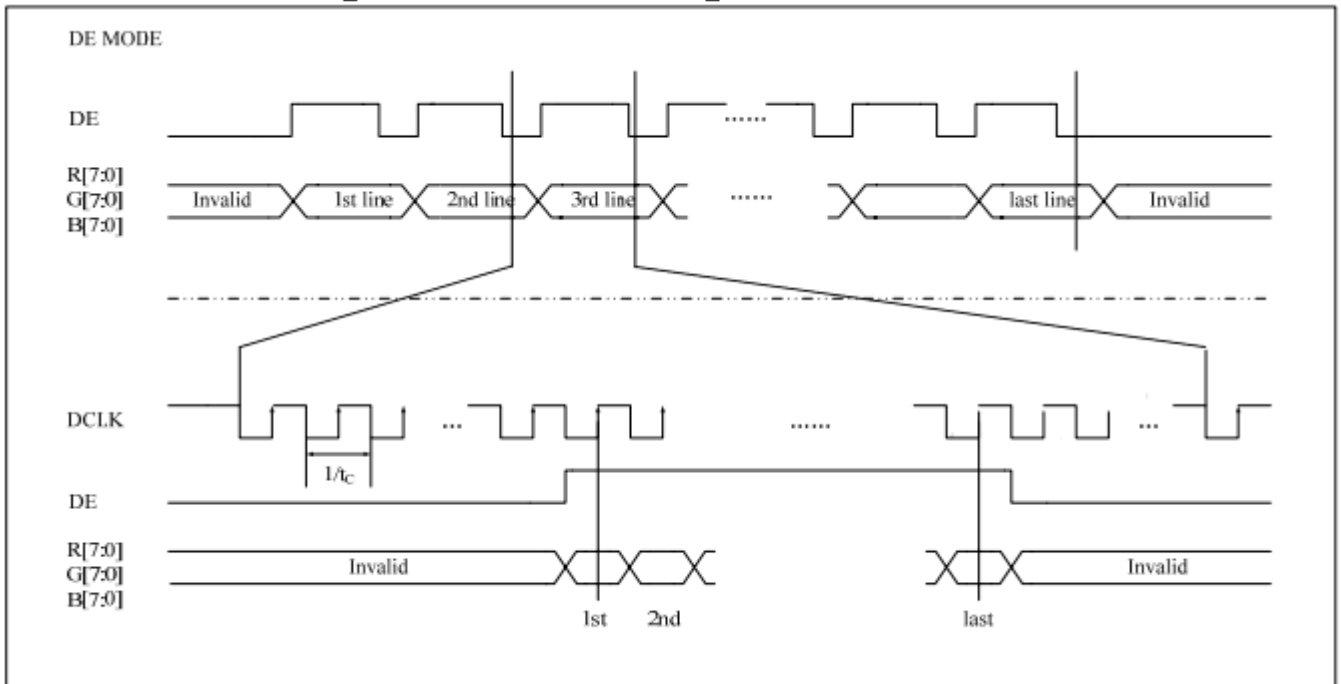 DE MODE
DE
R[7:0]
G[7:0]
B[7:0]
Invalid 1st line 2nd line 3rd line ...... last line Invalid
......
DCLK ... ...... ...
1/tC
DE
R[7:0]
G[7:0]
B[7:0]
Invalid Invalid
1st 2nd last